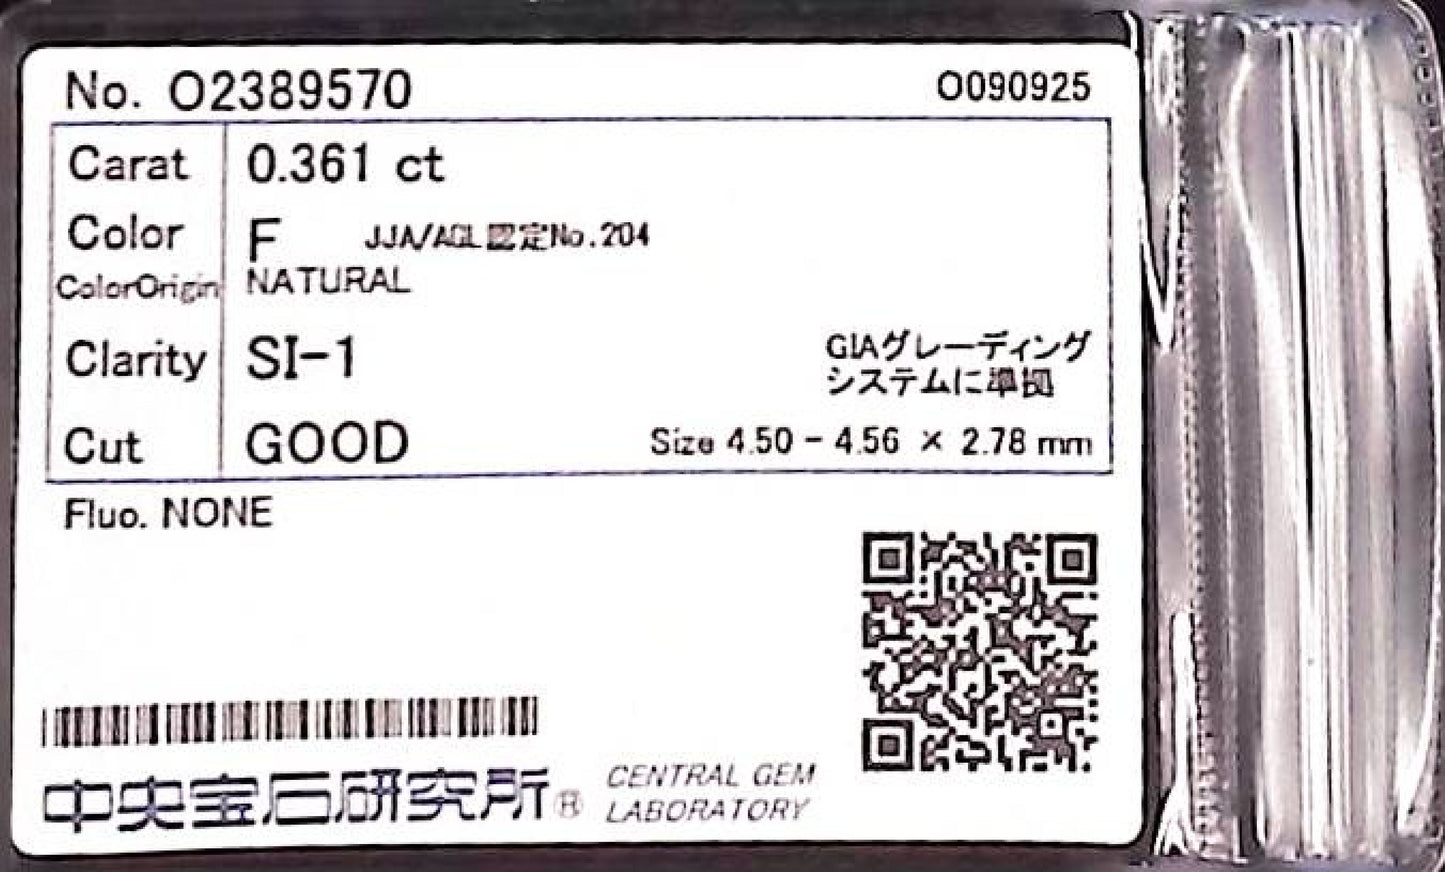 No. O2389570
O090925
Carat 0.361 ct
Color F JJA/AGL認定No.204
ColorOrigin NATURAL
Clarity SI-1
GIAグレーディング
システムに準拠
Cut GOOD
Size 4.50 - 4.56 × 2.78 mm
Fluo. NONE
中央宝石研究所® CENTRAL GEM
LABORATORY